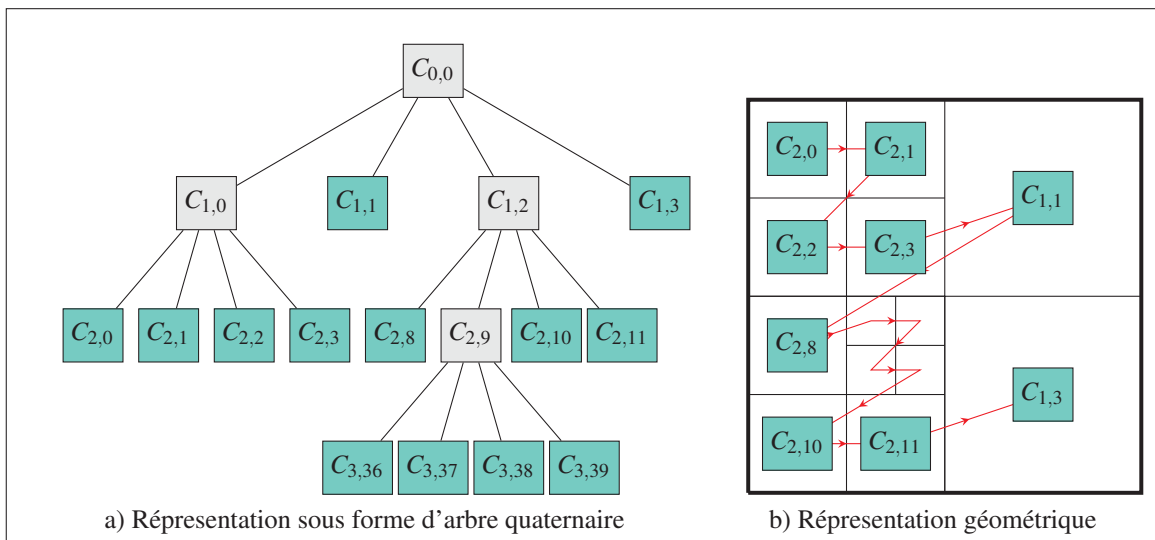 C0,0
C1,0 C1,1 C1,2 C1,3
C2,0 C2,1 C2,2 C2,3 C2,8 C2,9 C2,10 C2,11
C3,36 C3,37 C3,38 C3,39
a) Répresentation sous forme d'arbre quaternaire
C2,0 C2,1
C1,1
C2,2 C2,3
C2,8
C1,3
C2,10 C2,11
b) Répresentation géométrique